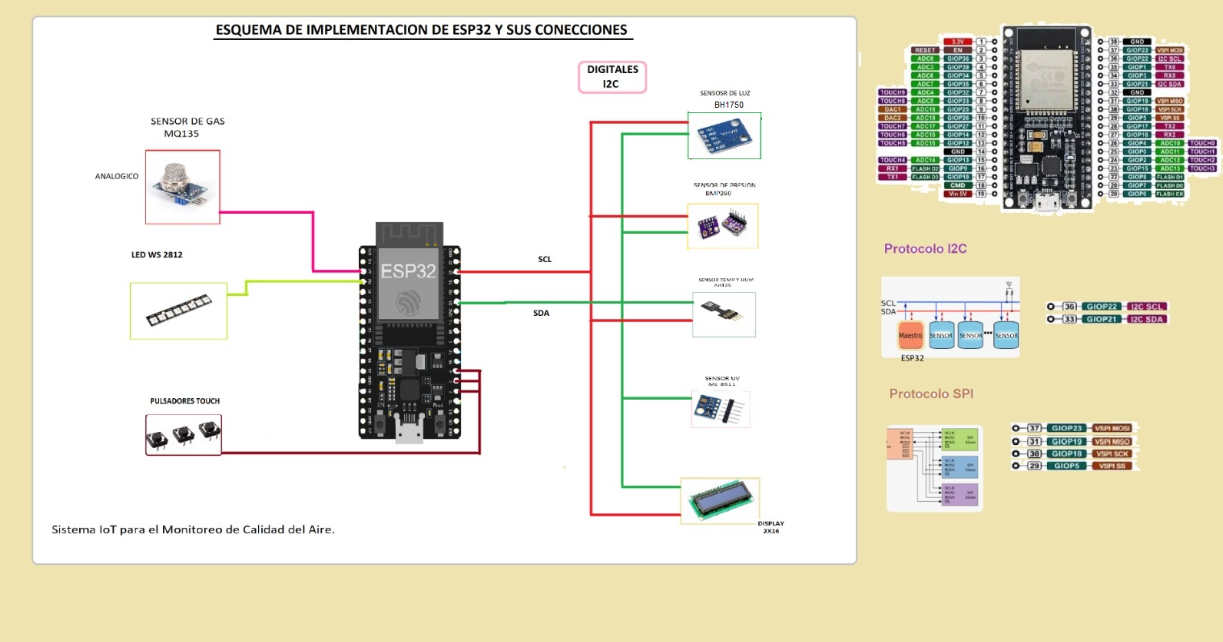 ESQUEMA DE IMPLEMENTACION DE ESP32 Y SUS CONECCIONES
DIGITALES
I2C
SENSOSR DE LUZ
BH1750
SENSOR DE GAS
MQ135
ANALOGICO
SENSOR DE PRESION
BMP280
LED WS 2812
ESP32
SCL
SDA
SENSOR TEMP Y HUM
SENSOR UV
ML 8511
PULSADORES TOUCH
DISPLAY
2X16
Sistema IoT para el Monitoreo de Calidad del Aire.
3.3V 1
RESET EN 2
ADC0 GIOP36 3
ADC3 GIOP39 4
ADC6 GIOP34 5
ADC7 GIOP35 6
TOUCH9 ADC4 GIOP32 7
TOUCH8 ADC5 GIOP33 8
DAC1 ADC18 GIOP25 9
DAC2 ADC19 GIOP26 10
TOUCH7 ADC17 GIOP27 11
TOUCH6 ADC16 GIOP14 12
TOUCH5 ADC15 GIOP12 13
GND 14
TOUCH4 ADC14 GIOP13 15
RX1 FLASH D2 GIOP9 16
TX1 FLASH D3 GIOP10 17
CMD 18
Vin 5V 19
38 GND
37 GIOP23 VSPI MOSI
36 GIOP22 I2C SCL
35 GIOP1 TX0
34 GIOP3 RX0
33 GIOP21 I2C SDA
32 GND
31 GIOP19 VSPI MISO
30 GIOP18 VSPI SCK
29 GIOP5 VSPI SS
28 GIOP17 TX2
27 GIOP16 RX2
26 GIOP4 ADC10 TOUCH0
25 GIOP0 ADC11 TOUCH1
24 GIOP2 ADC12 TOUCH2
23 GIOP15 ADC13 TOUCH3
22 GIOP8 FLASH D1
21 GIOP7 FLASH D0
20 GIOP6 FLASH CK
Protocolo I2C
SCL
SDA
Maestro SENSOR SENSOR ••• SENSOR
ESP32
36 GIOP22 I2C SCL
33 GIOP21 I2C SDA
Protocolo SPI
37 GIOP23 VSPI MOSI
31 GIOP19 VSPI MISO
30 GIOP18 VSPI SCK
29 GIOP5 VSPI SS